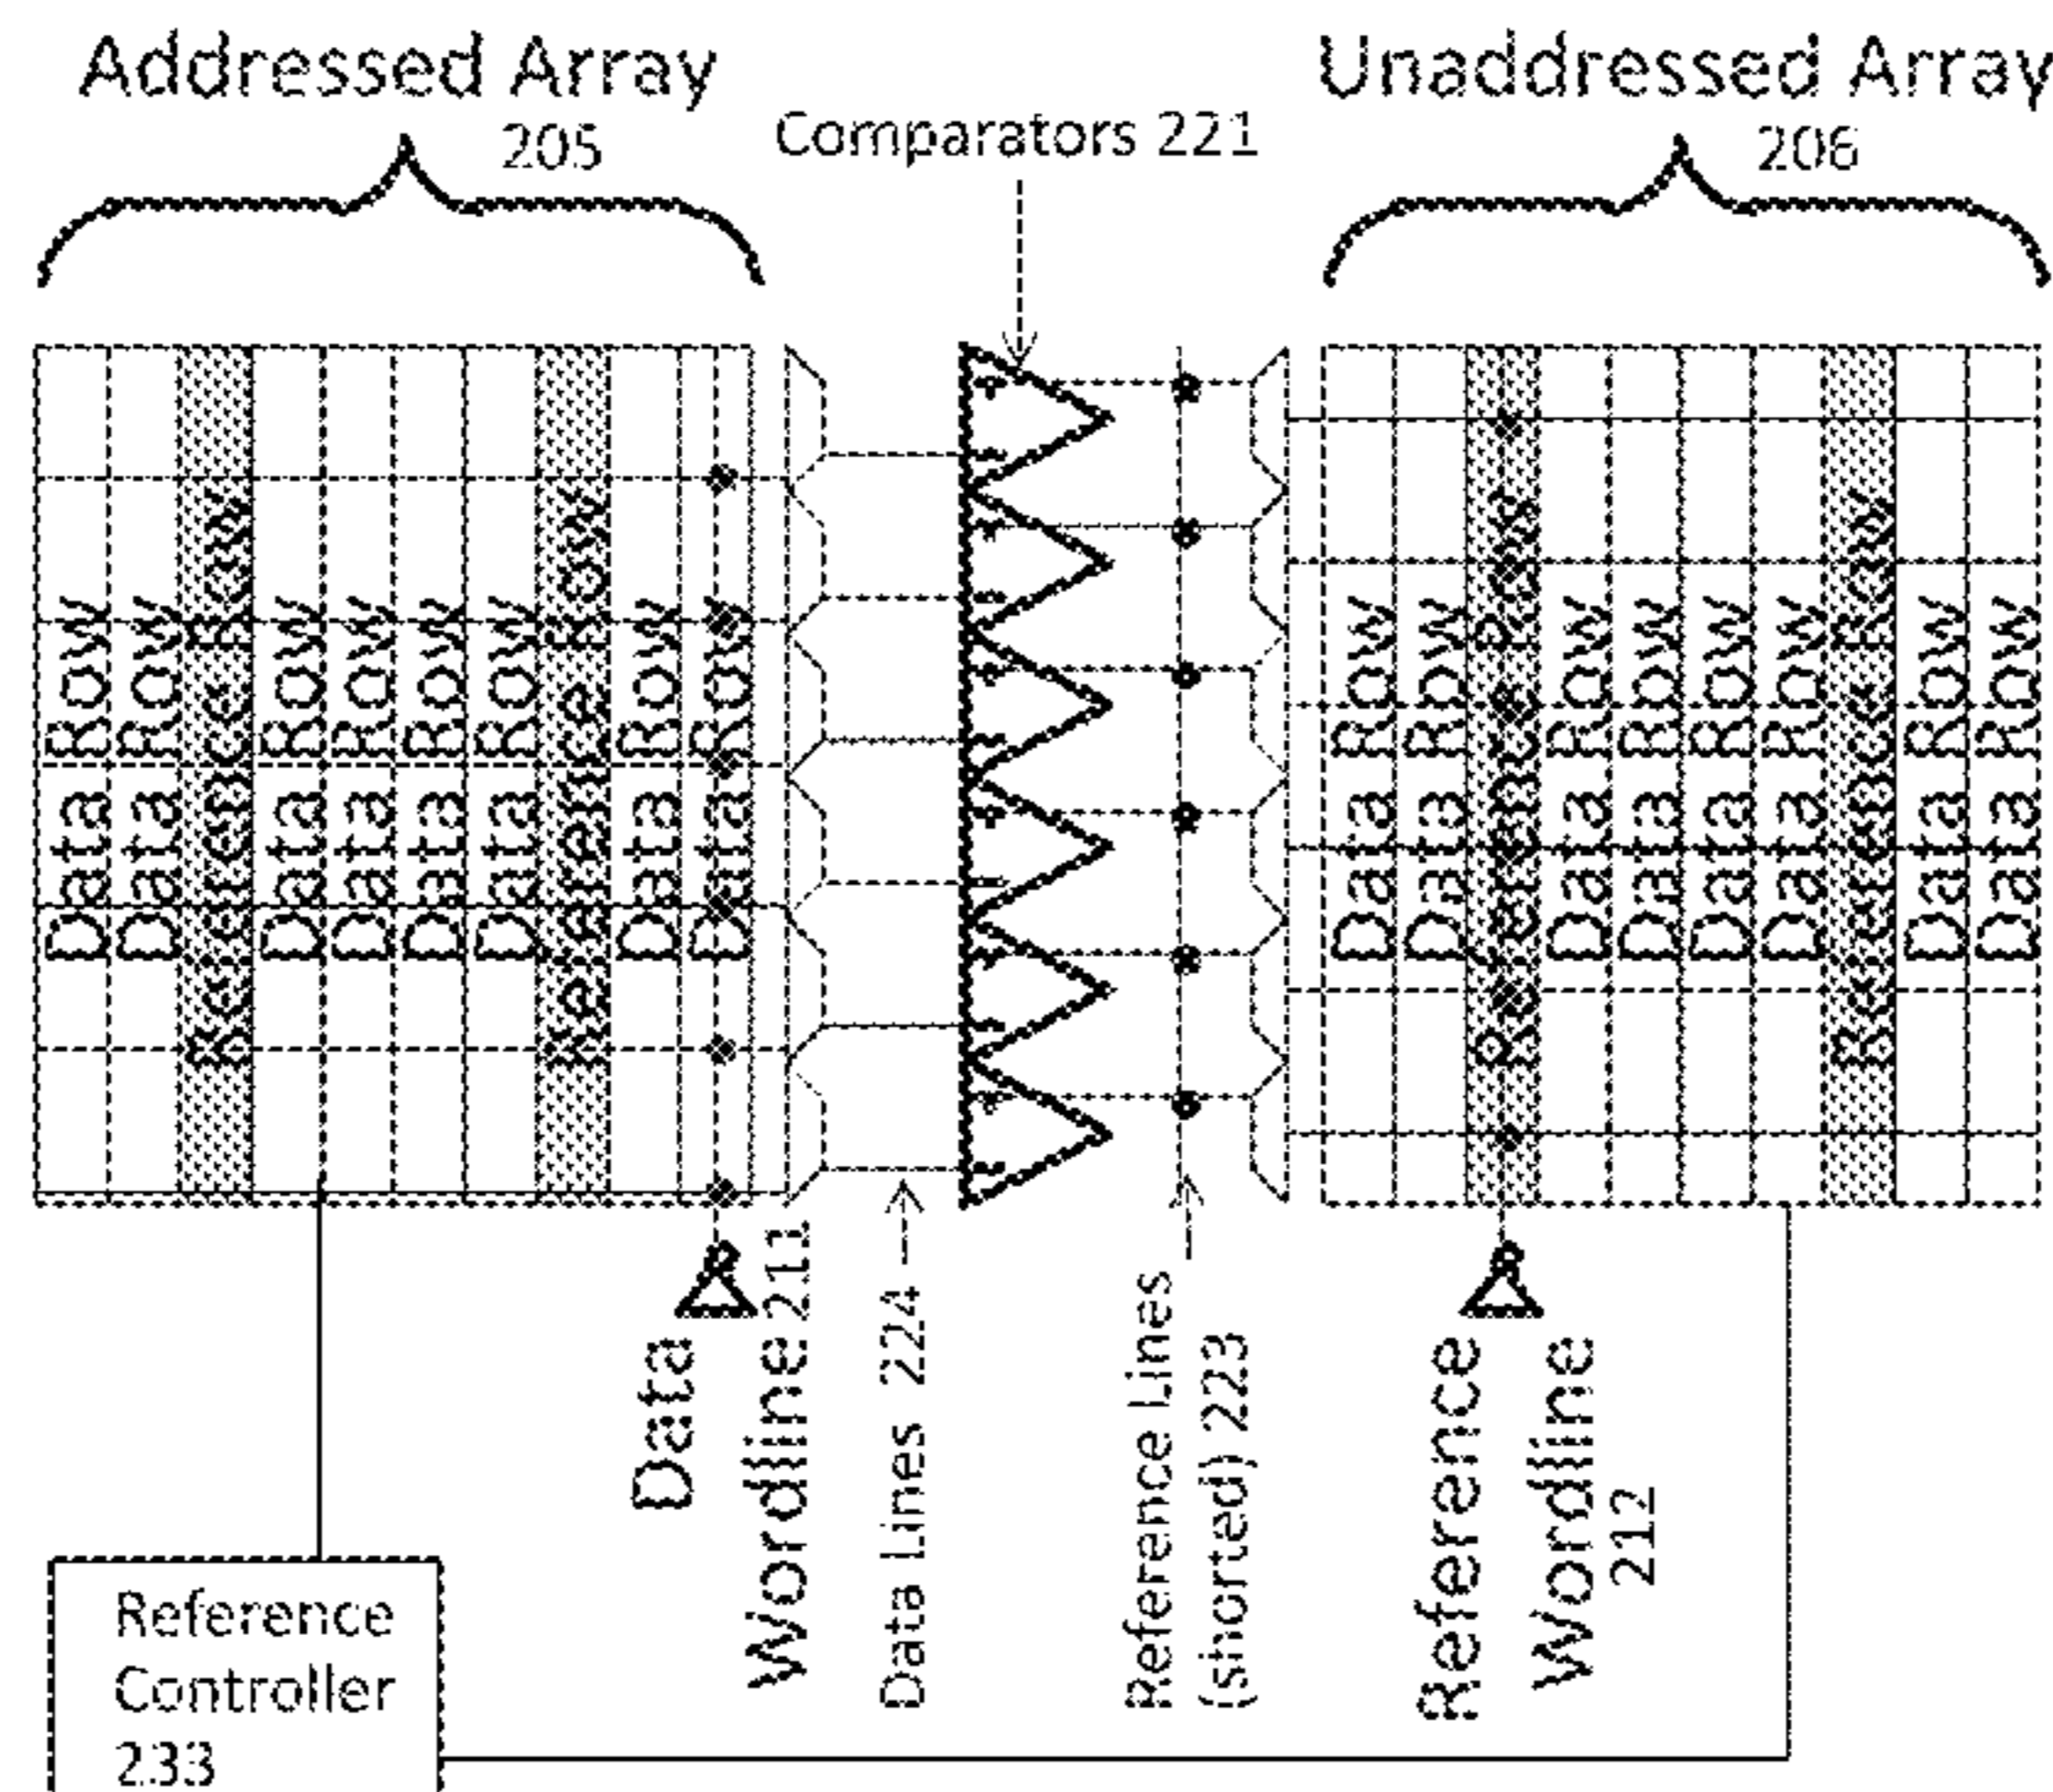 Addressed Array
205
Comparators 221
Unaddressed Array
206
Data Row
Data Row
Reference Row
Data Row
Data Row
Data Row
Data Row
Reference Row
Data Row
Data Row
Data Row
Data Row
Reference Row
Data Row
Data Row
Data Row
Data Row
Reference Row
Data Row
Data Row
Data
Wordline 211
Data Lines 224
Reference Lines
(shorted) 223
Reference
Wordline
212
Reference
Controller
233